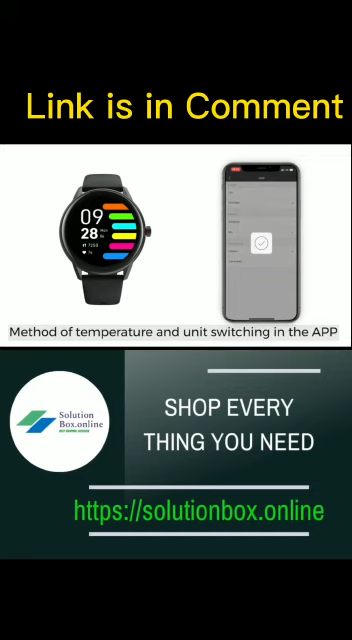 Link is in Comment
09
28
Method of temperature and unit switching in the APP
Solution
Box.online
SHOP EVERY
THING YOU NEED
https://solutionbox.online